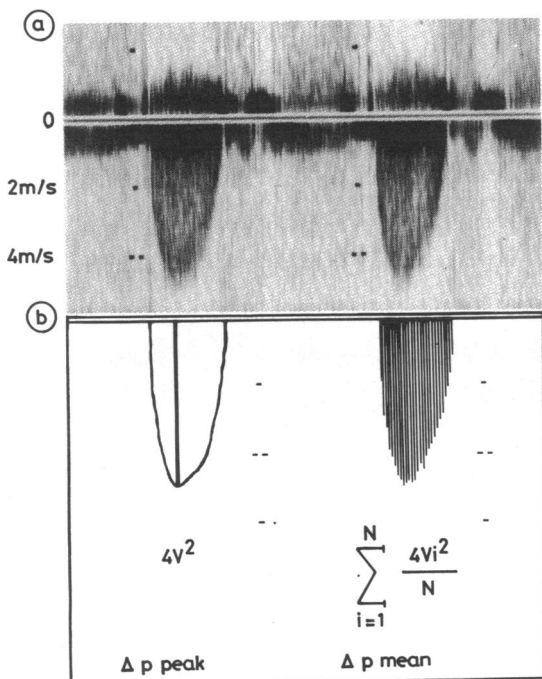 a
0
2m/s
4m/s
b
4V²
N
∑ 4Vi²/N
i=1
Δ p peak
Δ p mean